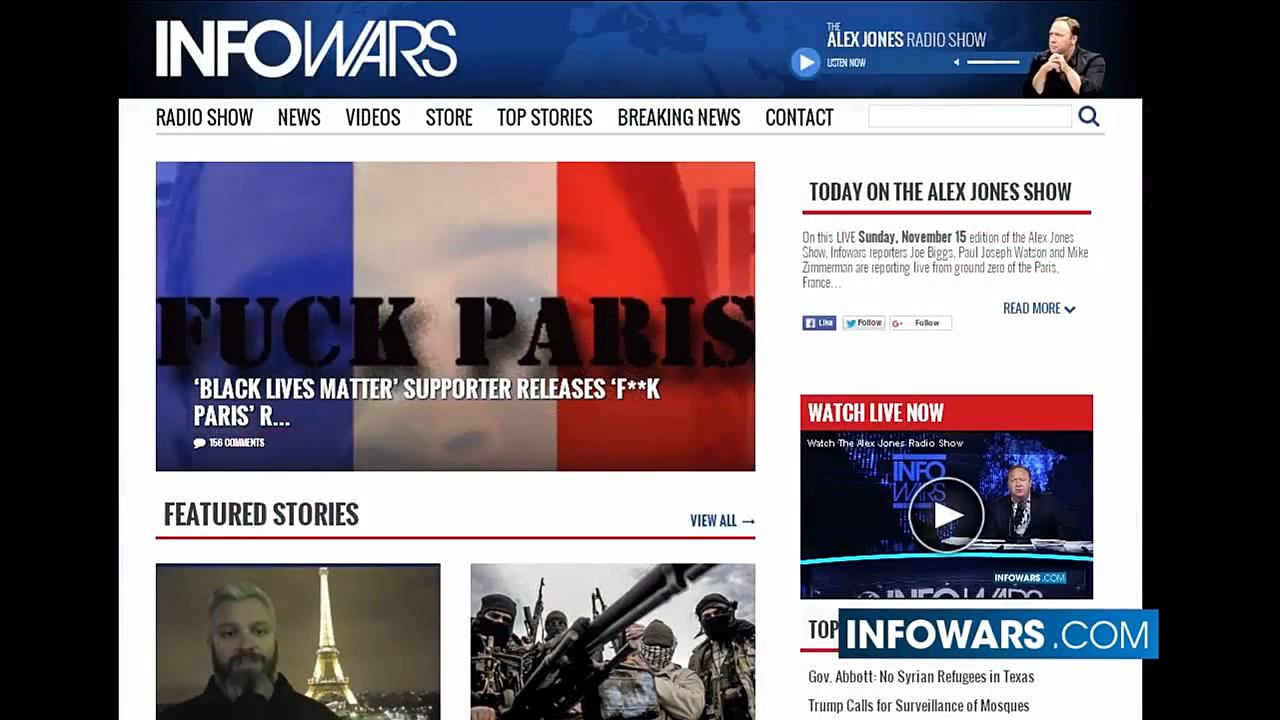 INFOWARS
THE
ALEX JONES RADIO SHOW
LISTEN NOW
RADIO SHOW NEWS VIDEOS STORE TOP STORIES BREAKING NEWS CONTACT
FUCK PARIS
‘BLACK LIVES MATTER’ SUPPORTER RELEASES ‘F**K
PARIS’ R...
156 COMMENTS
TODAY ON THE ALEX JONES SHOW
On this LIVE Sunday, November 15 edition of the Alex Jones
Show, Infowars reporters Joe Biggs, Paul Joseph Watson and Mike
Zimmerman are reporting live from ground zero of the Paris,
France...
READ MORE
Like Follow Follow
WATCH LIVE NOW
Watch The Alex Jones Radio Show
INFO
WARS
INFOWARS.COM
INFOWARS
FEATURED STORIES
VIEW ALL →
TOP
INFOWARS.COM
Gov. Abbott: No Syrian Refugees in Texas
Trump Calls for Surveillance of Mosques